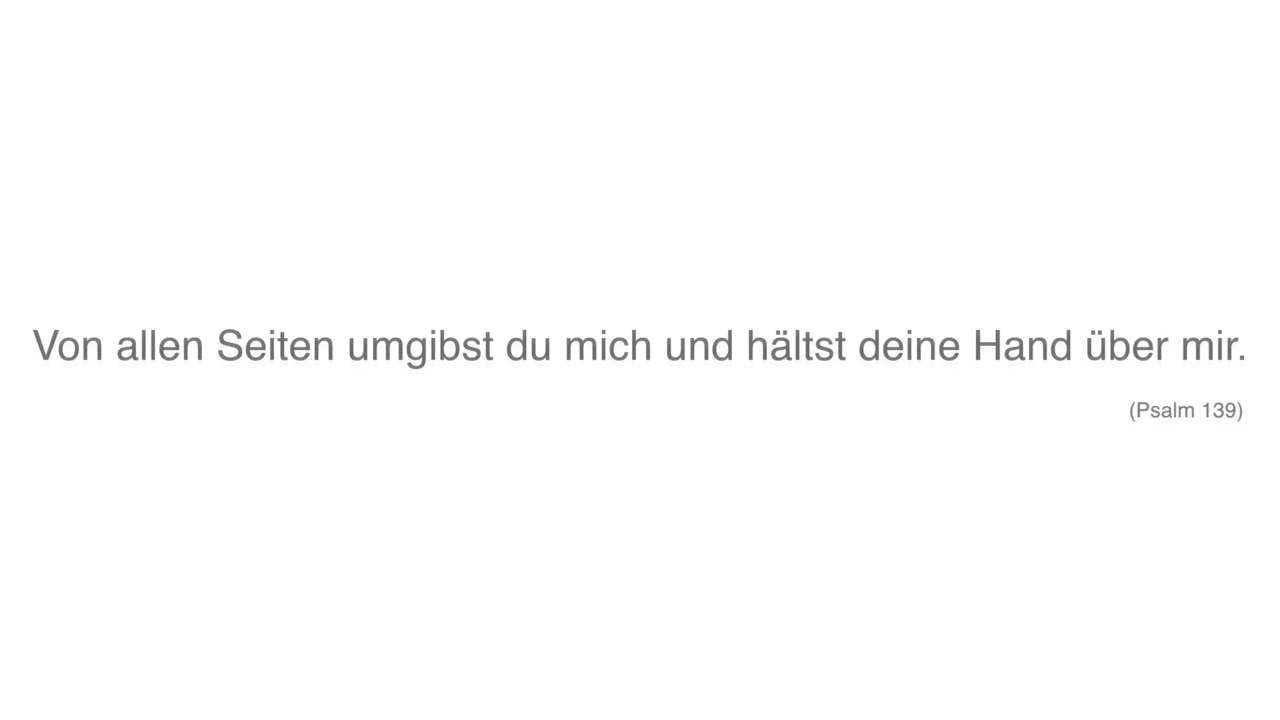 Von allen Seiten umgibst du mich und hältst deine Hand über mir.
(Psalm 139)